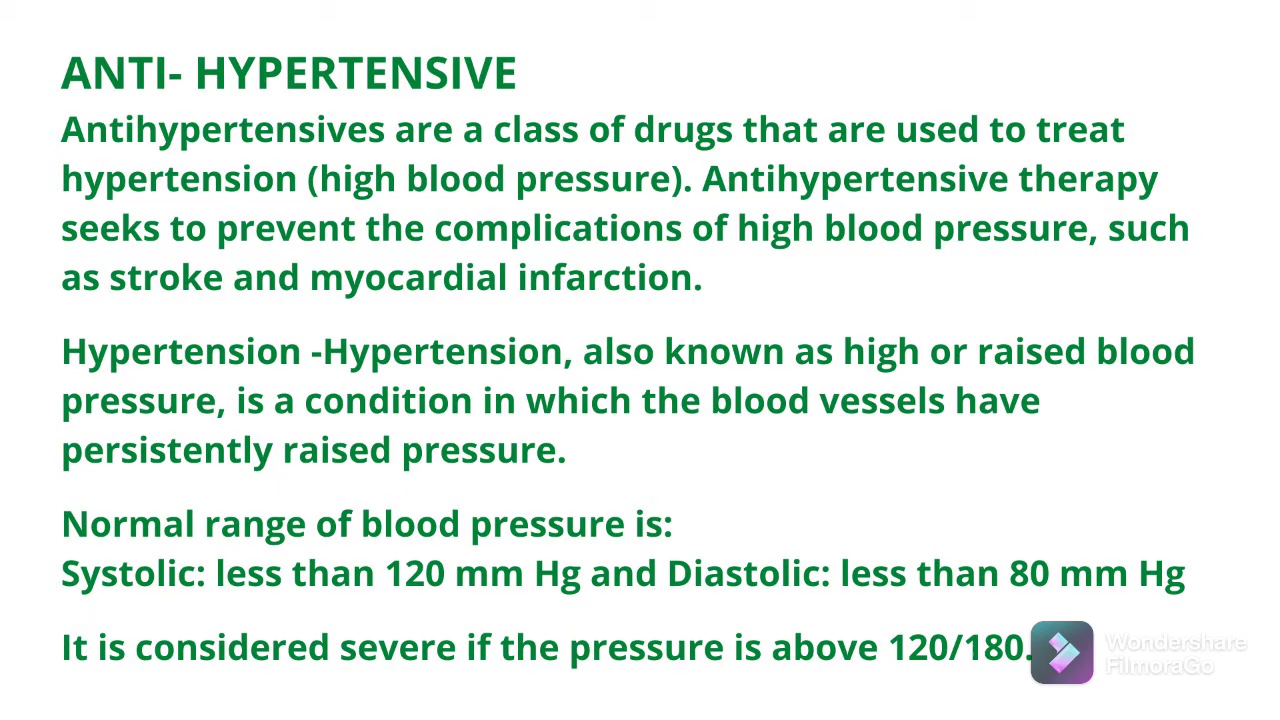 ANTI- HYPERTENSIVE
Antihypertensives are a class of drugs that are used to treat
hypertension (high blood pressure). Antihypertensive therapy
seeks to prevent the complications of high blood pressure, such
as stroke and myocardial infarction.
Hypertension -Hypertension, also known as high or raised blood
pressure, is a condition in which the blood vessels have
persistently raised pressure.
Normal range of blood pressure is:
Systolic: less than 120 mm Hg and Diastolic: less than 80 mm Hg
It is considered severe if the pressure is above 120/180.
Wondershare
FilmoraGo